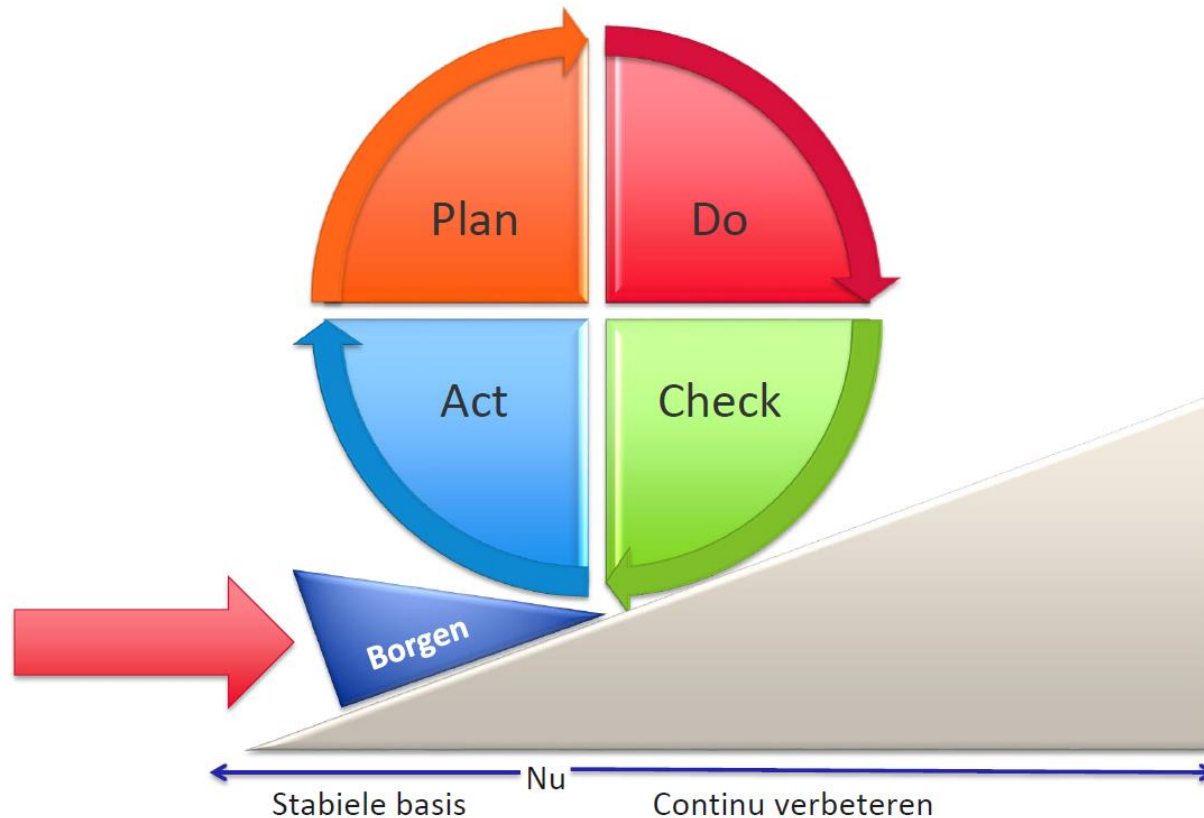 Plan
Do
Act
Check
Borgen
Nu
Stabiele basis
Continu verbeteren